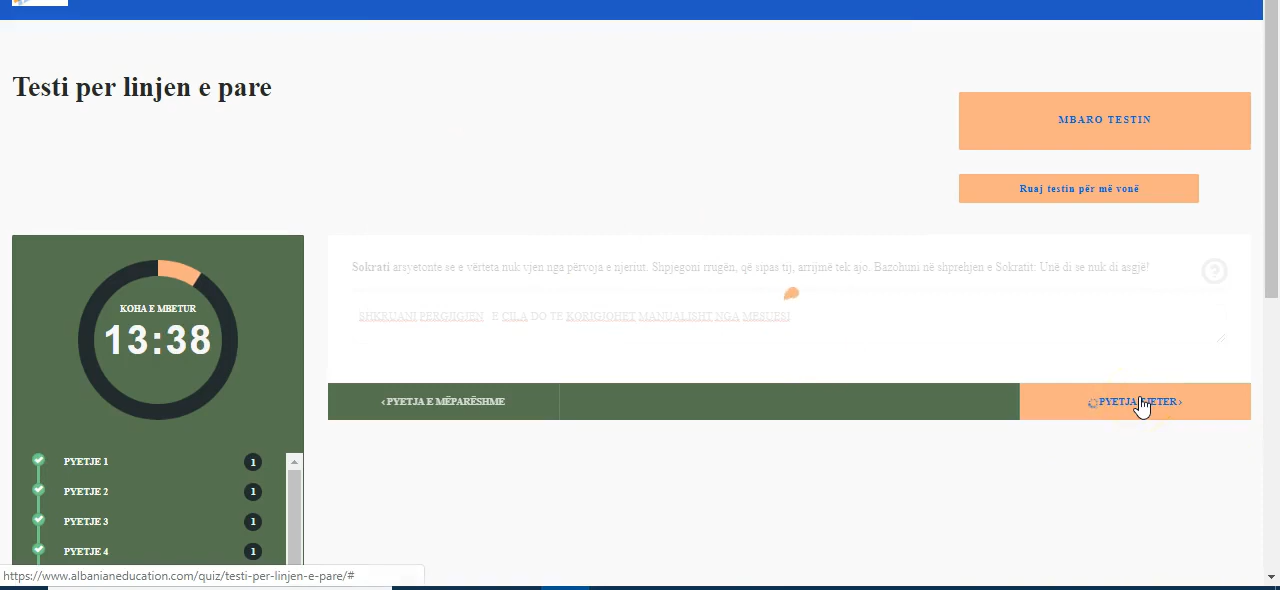 Testi per linjen e pare
MBARO TESTIN
Ruaj testin për më vonë
KOHA E MBETUR
13:38
Sokrati arsyetonte se e vërteta nuk vjen nga përvoja e njeriut. Shpjegoni rrugën, që sipas tij, arrijmë tek ajo. Bazohuni në shprehjen e Sokratit: Unë di se nuk di asgjë!
?
SHKRUANI PERGJIGJEN E CILA DO TE KORIGJOHET MANUALISHT NGA MESUESI
‹ PYETJA E MËPARËSHME
PYETJA TJETER ›
PYETJE 1 1
PYETJE 2 1
PYETJE 3 1
PYETJE 4 1
https://www.albanianeducation.com/quiz/testi-per-linjen-e-pare/#